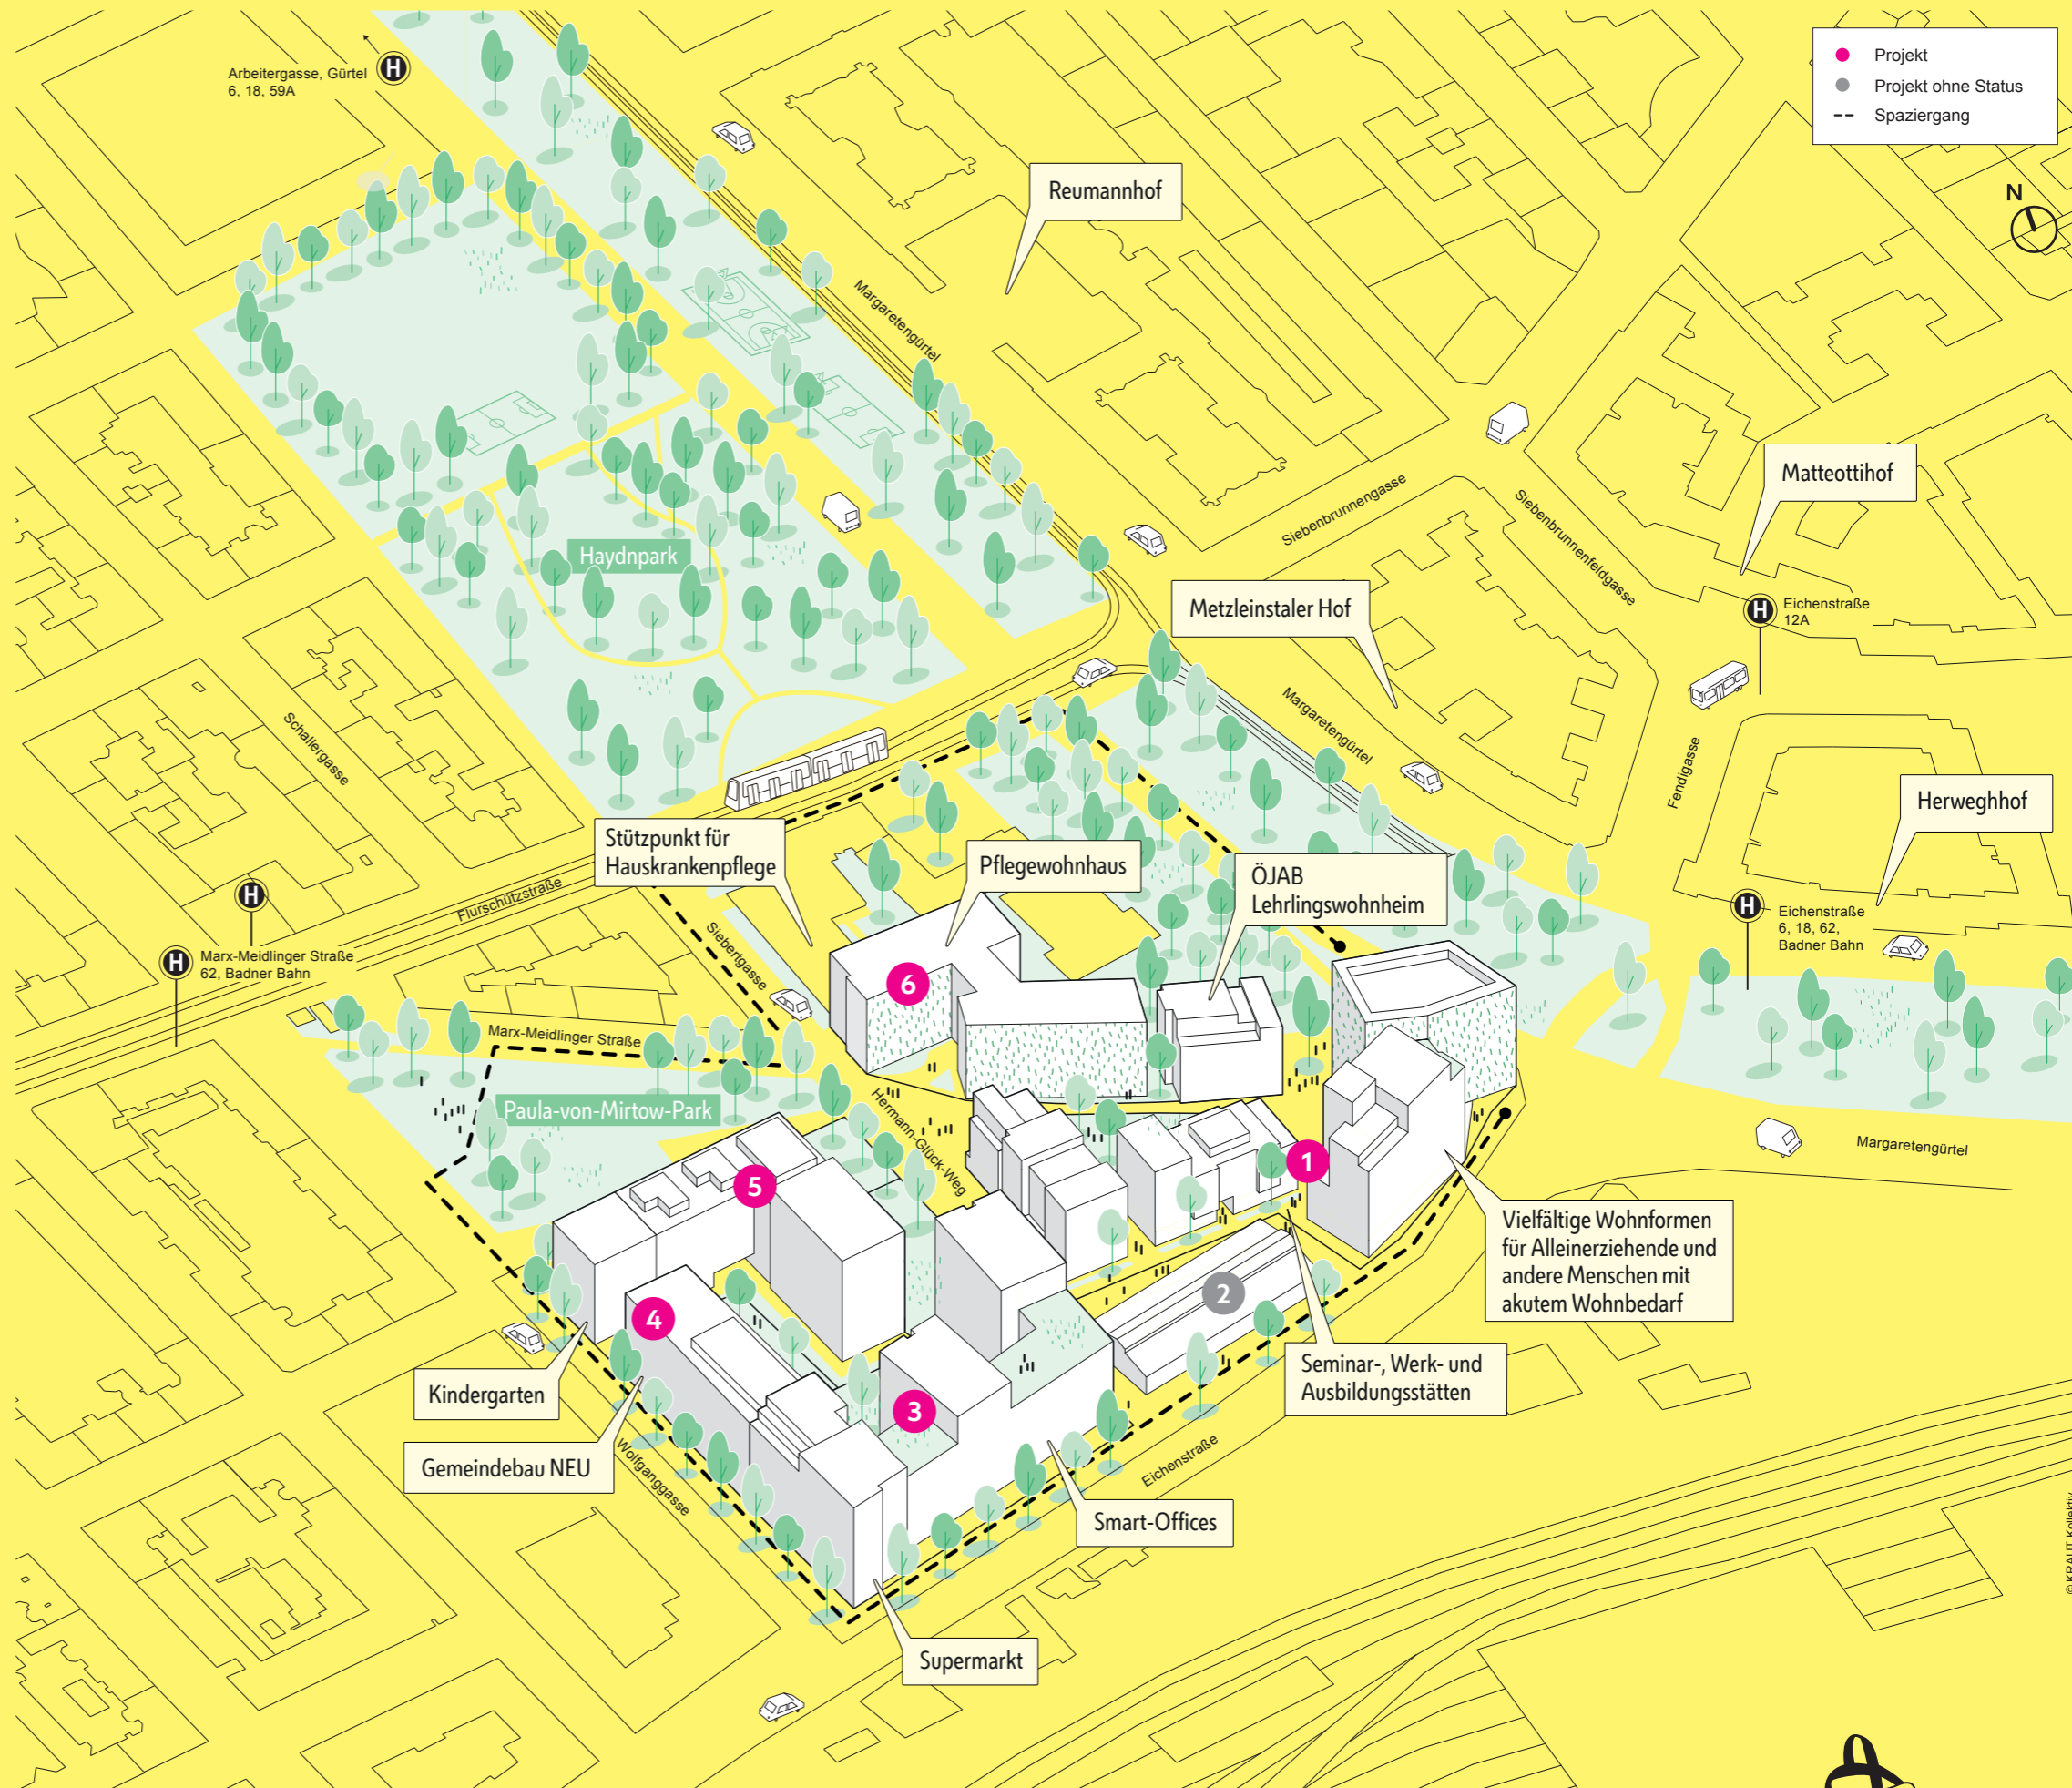 Arbeitergasse, Gürtel
6, 18, 59A
H
Projekt
Projekt ohne Status
Spaziergang
N
Reumannhof
Margaretengürtel
Matteottihof
Siebenbrunnengasse
Siebenbrunnenfeldgasse
Haydnpark
Metzleinstaler Hof
H
Eichenstraße
12A
Schallergasse
Margaretengürtel
Fendigasse
Herweghhof
Stützpunkt für
Hauskrankenpflege
Pflegewohnhaus
ÖJAB
Lehrlingswohnheim
H
Flurschützstraße
H
Eichenstraße
6, 18, 62,
Badner Bahn
Siebertgasse
H
Marx-Meidlinger Straße
62, Badner Bahn
6
Marx-Meidlinger Straße
Paula-von-Mirtow-Park
Hermann-Glück-Weg
Margaretengürtel
1
5
Vielfältige Wohnformen
für Alleinerziehende und
andere Menschen mit
akutem Wohnbedarf
2
4
Seminar-, Werk- und
Ausbildungsstätten
Kindergarten
3
Gemeindebau NEU
Wolfganggasse
Eichenstraße
Smart-Offices
Supermarkt
© KRAUT Kollektiv